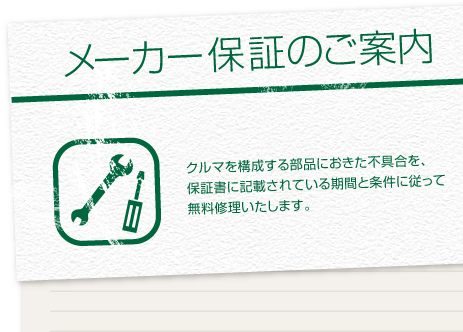 メーカー保証のご案内
クルマを構成する部品におきた不具合を、
保証書に記載されている期間と条件に従って
無料修理いたします。